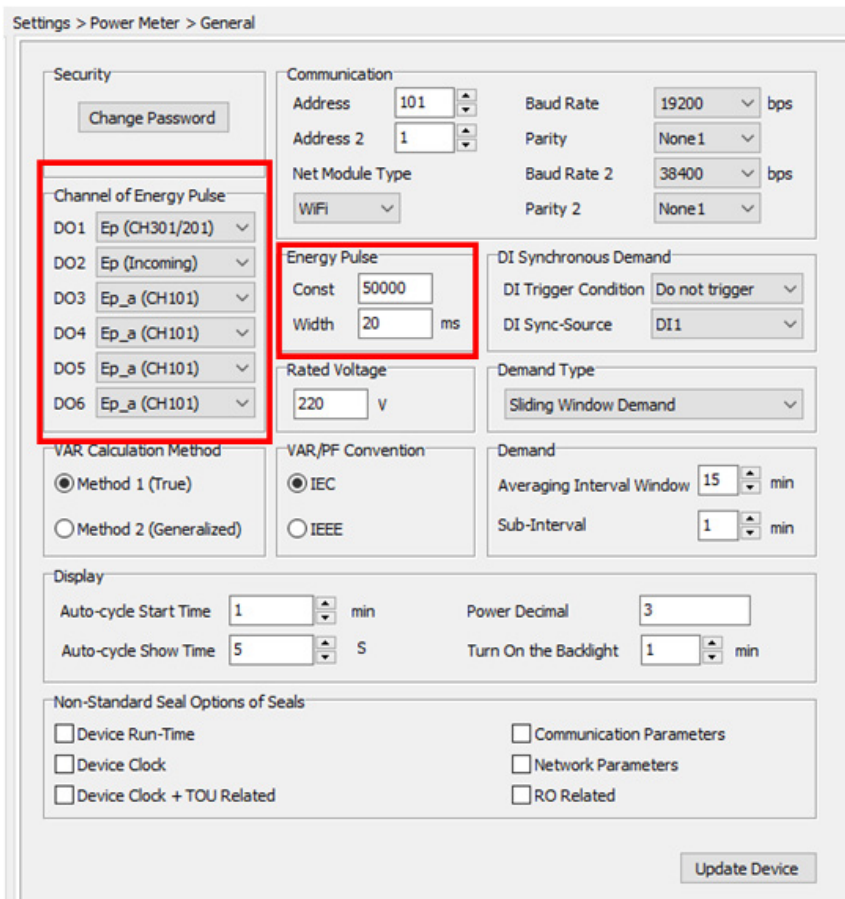 Settings > Power Meter > General
Security
Change Password
Communication
Address 101 Baud Rate 19200 bps
Address 2 1 Parity None1
Net Module Type Baud Rate 2 38400 bps
WiFi Parity 2 None1
Channel of Energy Pulse
DO1 Ep (CH301/201)
DO2 Ep (Incoming)
DO3 Ep_a (CH101)
DO4 Ep_a (CH101)
DO5 Ep_a (CH101)
DO6 Ep_a (CH101)
Energy Pulse
Const 50000
Width 20 ms
DI Synchronous Demand
DI Trigger Condition Do not trigger
DI Sync-Source DI1
Rated Voltage
220 V
Demand Type
Sliding Window Demand
VAR Calculation Method
Method 1 (True)
Method 2 (Generalized)
VAR/PF Convention
IEC
IEEE
Demand
Averaging Interval Window 15 min
Sub-Interval 1 min
Display
Auto-cycle Start Time 1 min Power Decimal 3
Auto-cycle Show Time 5 S Turn On the Backlight 1 min
Non-Standard Seal Options of Seals
Device Run-Time Communication Parameters
Device Clock Network Parameters
Device Clock + TOU Related RO Related
Update Device